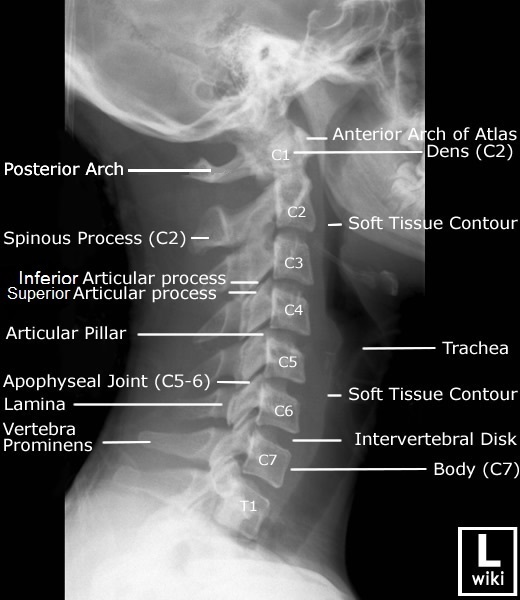 Anterior Arch of Atlas
C1
Dens (C2)
Posterior Arch
C2
Soft Tissue Contour
Spinous Process (C2)
C3
Inferior Articular process
Superior Articular process
C4
Articular Pillar
Trachea
C5
Apophyseal Joint (C5-6)
Soft Tissue Contour
Lamina
C6
Vertebra
Prominens
Intervertebral Disk
C7
Body (C7)
T1
L
wiki